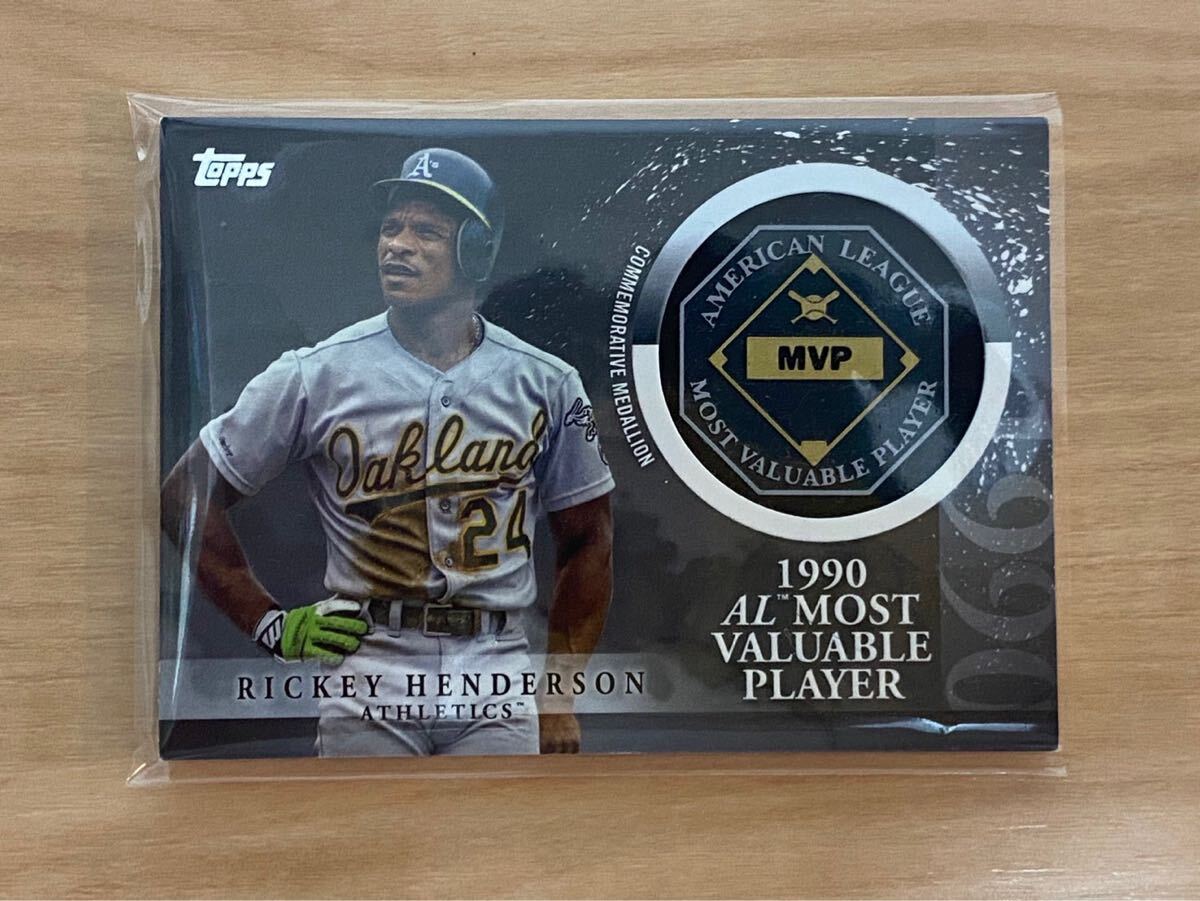 Topps
A's
Oakland
24
RICKEY HENDERSON
ATHLETICS™
COMMEMORATIVE MEDALLION
AMERICAN LEAGUE
MVP
MOST VALUABLE PLAYER
1990
AL™ MOST
VALUABLE
PLAYER
1990